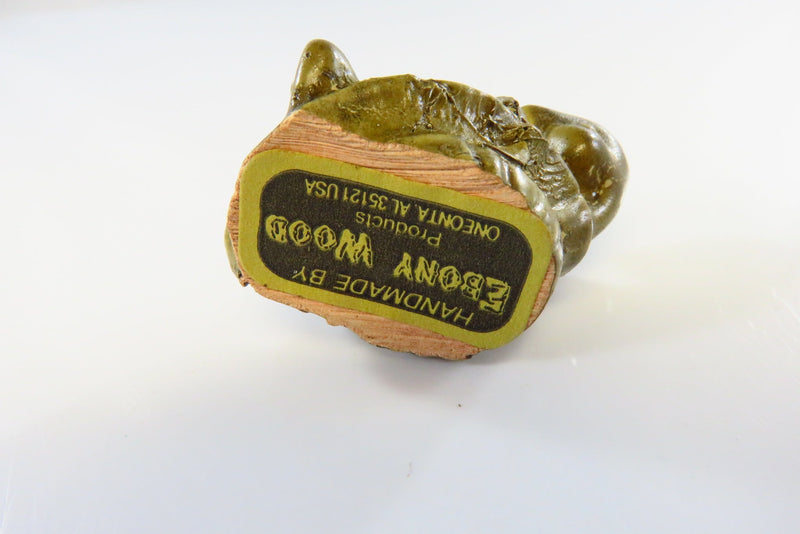 HANDMADE BY
EBONY WOOD
Products
ONEONTA, AL 35121 USA